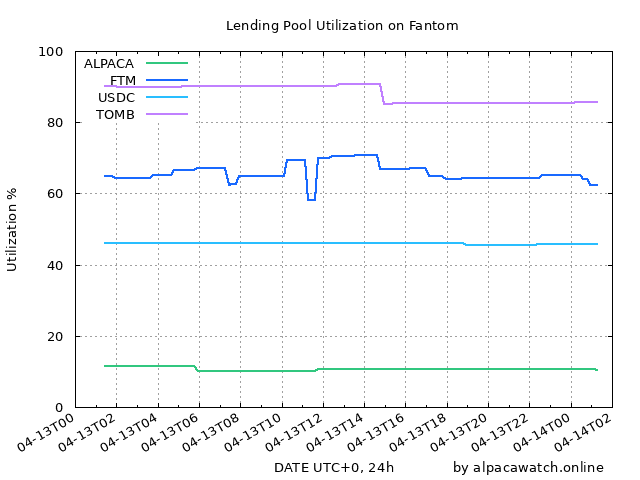 Lending Pool Utilization on Fantom
100
80
60
40
20
0
Utilization %
ALPACA
FTM
USDC
TOMB
04-13T00
04-13T02
04-13T04
04-13T06
04-13T08
04-13T10
04-13T12
04-13T14
04-13T16
04-13T18
04-13T20
04-13T22
04-14T00
04-14T02
DATE UTC+0, 24h by alpacawatch.online